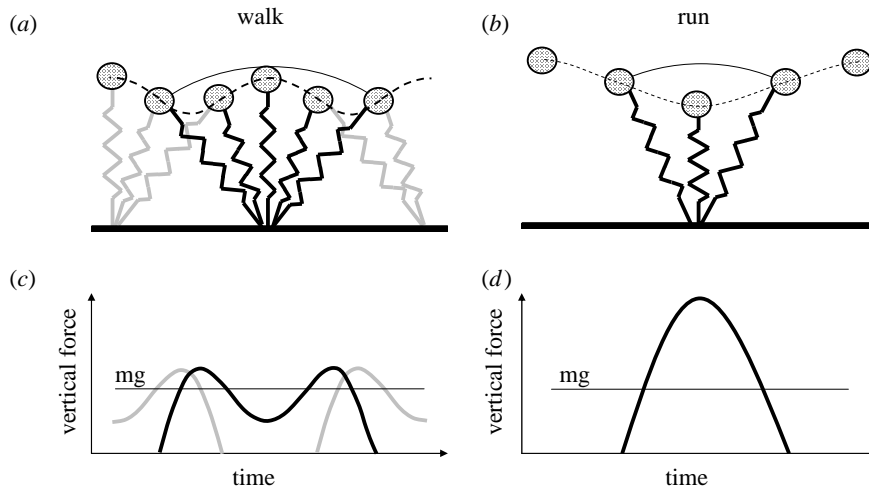 (a) walk
(b) run
(c)
vertical force
mg
time
(d)
vertical force
mg
time